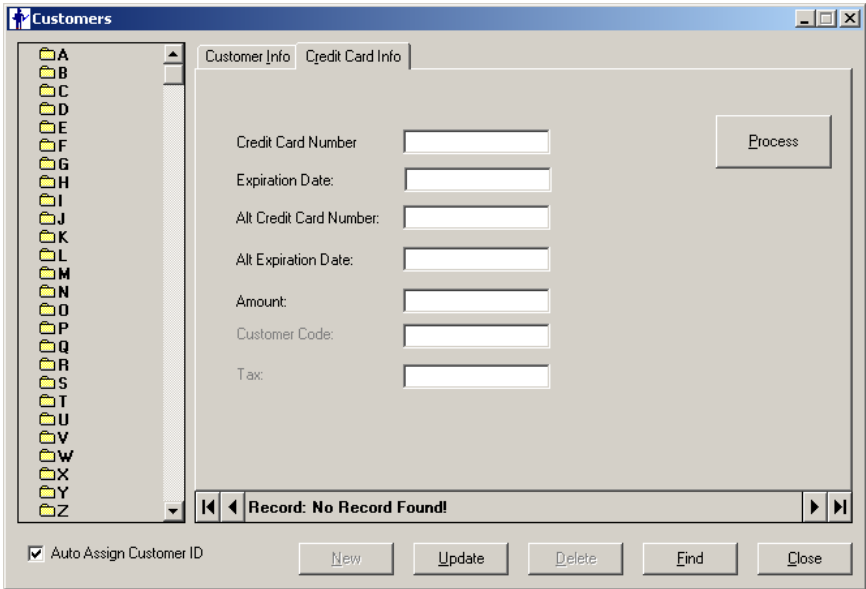 Customers
A
B
C
D
E
F
G
H
I
J
K
L
M
N
O
P
Q
R
S
T
U
V
W
X
Y
Z
Customer Info
Credit Card Info
Process
Credit Card Number
Expiration Date:
Alt Credit Card Number:
Alt Expiration Date:
Amount:
Customer Code:
Tax:
Record: No Record Found!
Auto Assign Customer ID
New
Update
Delete
Find
Close